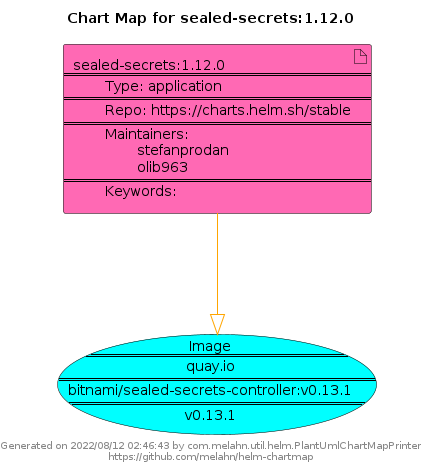 Chart Map for sealed-secrets:1.12.0
sealed-secrets:1.12.0
Type: application
Repo: https://charts.helm.sh/stable
Maintainers:
stefanprodan
olib963
Keywords:
Image
quay.io
bitnami/sealed-secrets-controller:v0.13.1
v0.13.1
Generated on 2022/08/12 02:46:43 by com.melahn.util.helm.PlantUmlChartMapPrinter
https://github.com/melahn/helm-chartmap